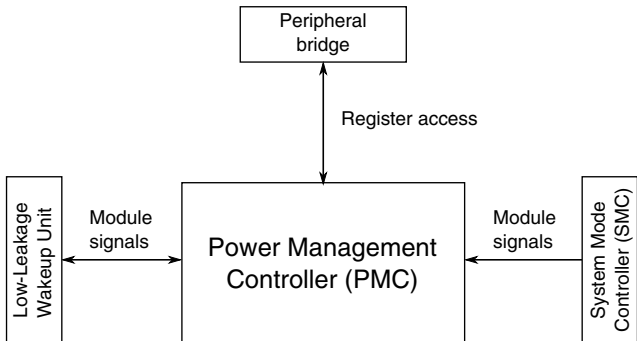 Peripheral
bridge
Register access
Low-Leakage
Wakeup Unit
Module
signals
Power Management
Controller (PMC)
Module
signals
System Mode
Controller (SMC)